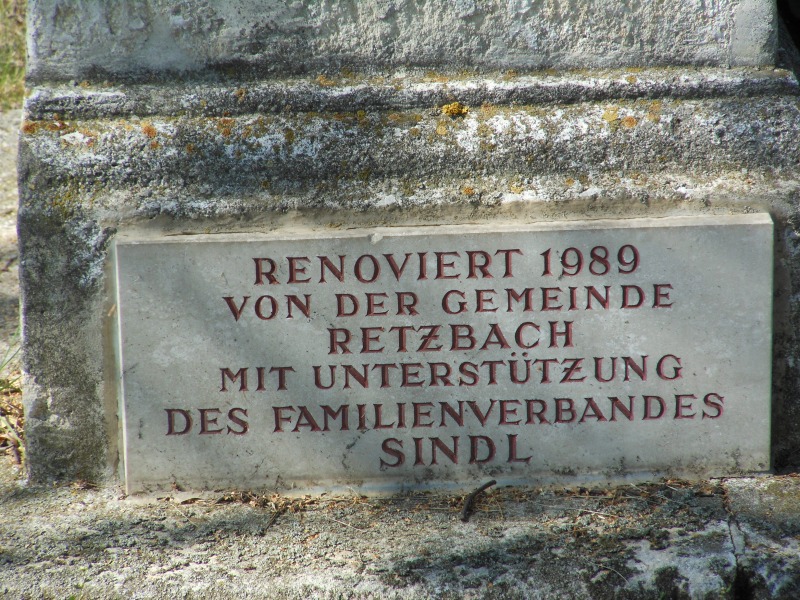 RENOVIERT 1989
VON DER GEMEINDE
RETZBACH
MIT UNTERSTÜTZUNG
DES FAMILIENVERBANDES
SINDL